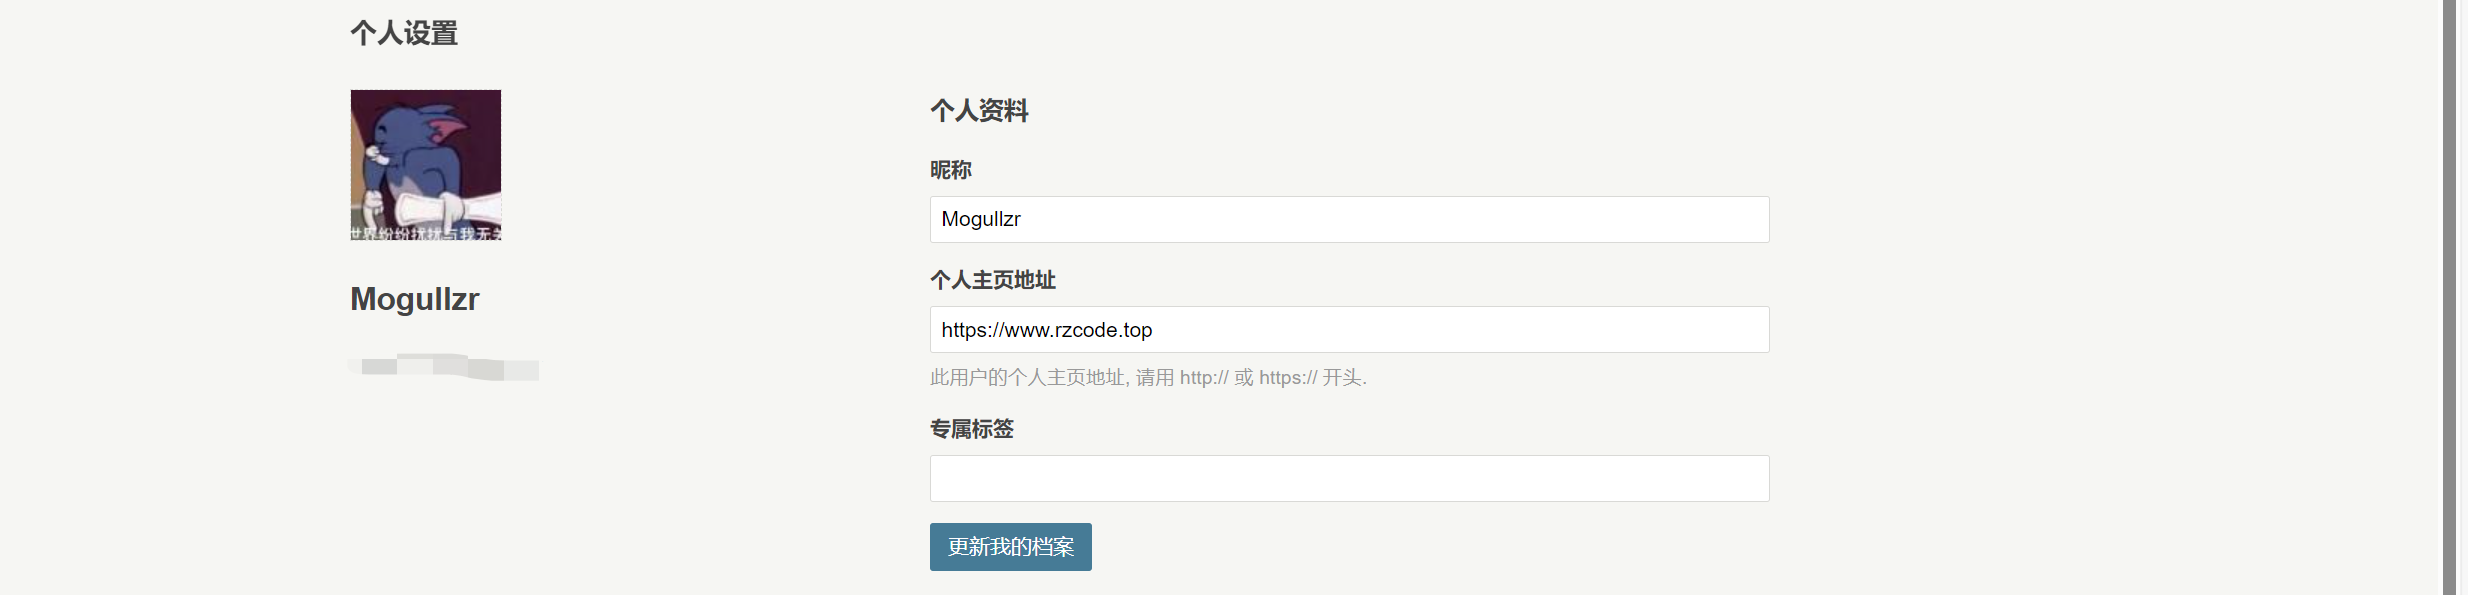 个人设置
世界纷纷扰扰与我无关
Mogullzr
个人资料
昵称
Mogullzr
个人主页地址
https://www.rzcode.top
此用户的个人主页地址, 请用 http:// 或 https:// 开头.
专属标签
更新我的档案